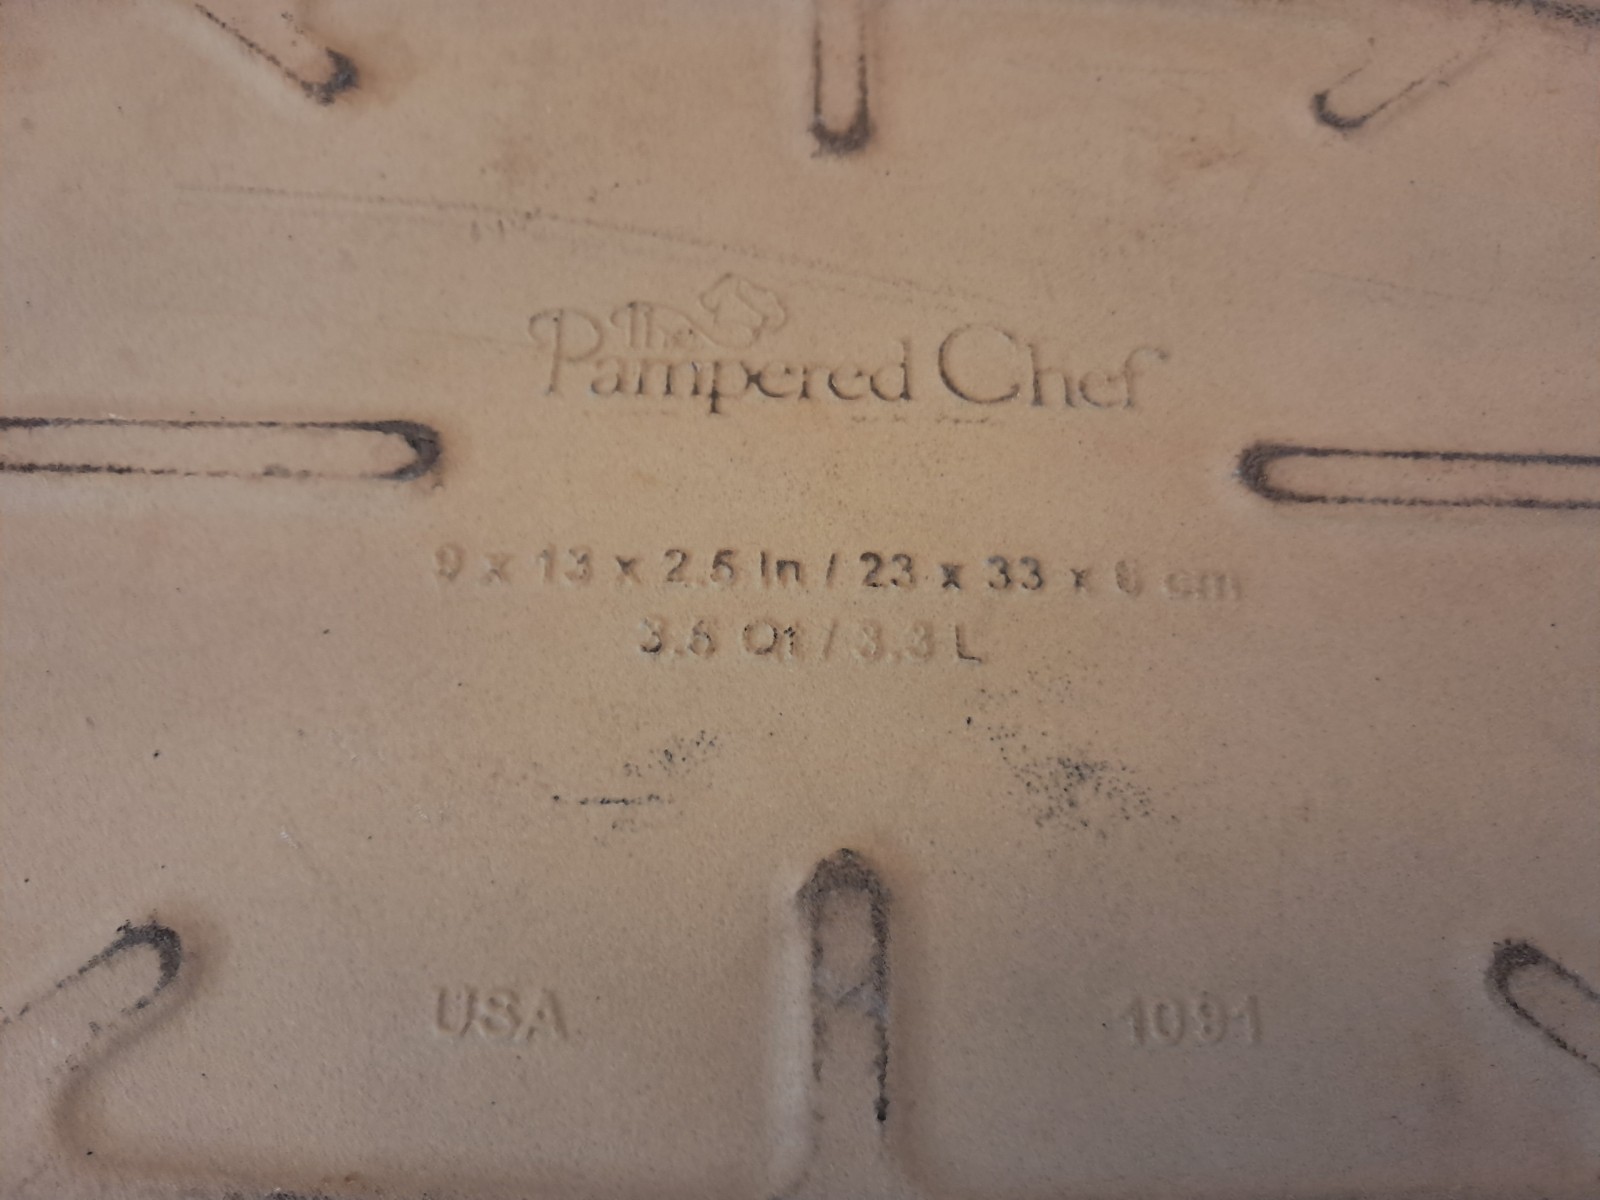 The
Pampered Chef
9 x 13 x 2.5 in / 23 x 33 x 6 cm
3.5 Qt / 3.3 L
USA
1091